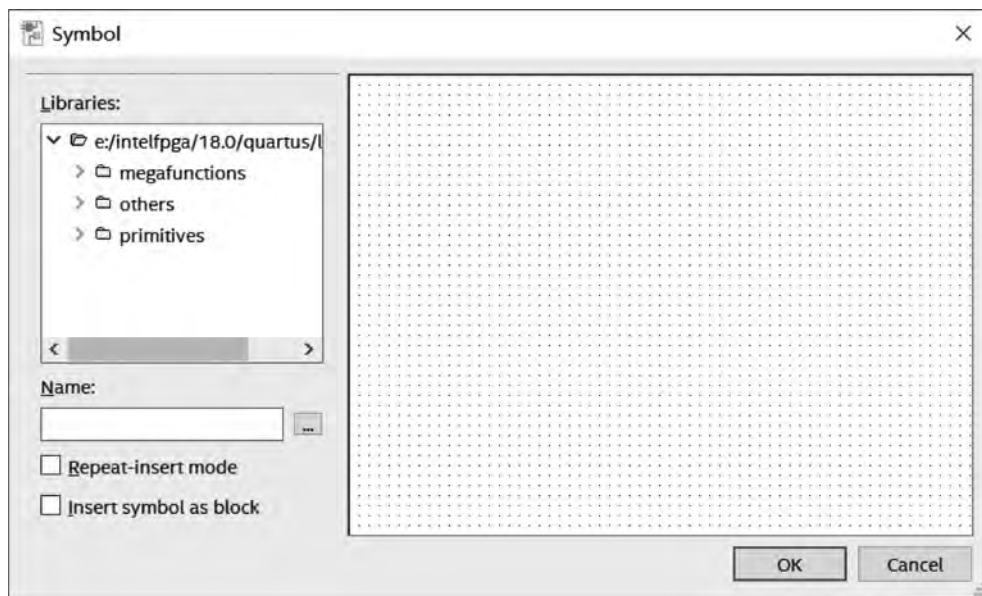 Symbol
Libraries:
e:/intelfpga/18.0/quartus/l
megafunctions
others
primitives
Name:
...
Repeat-insert mode
Insert symbol as block
OK
Cancel